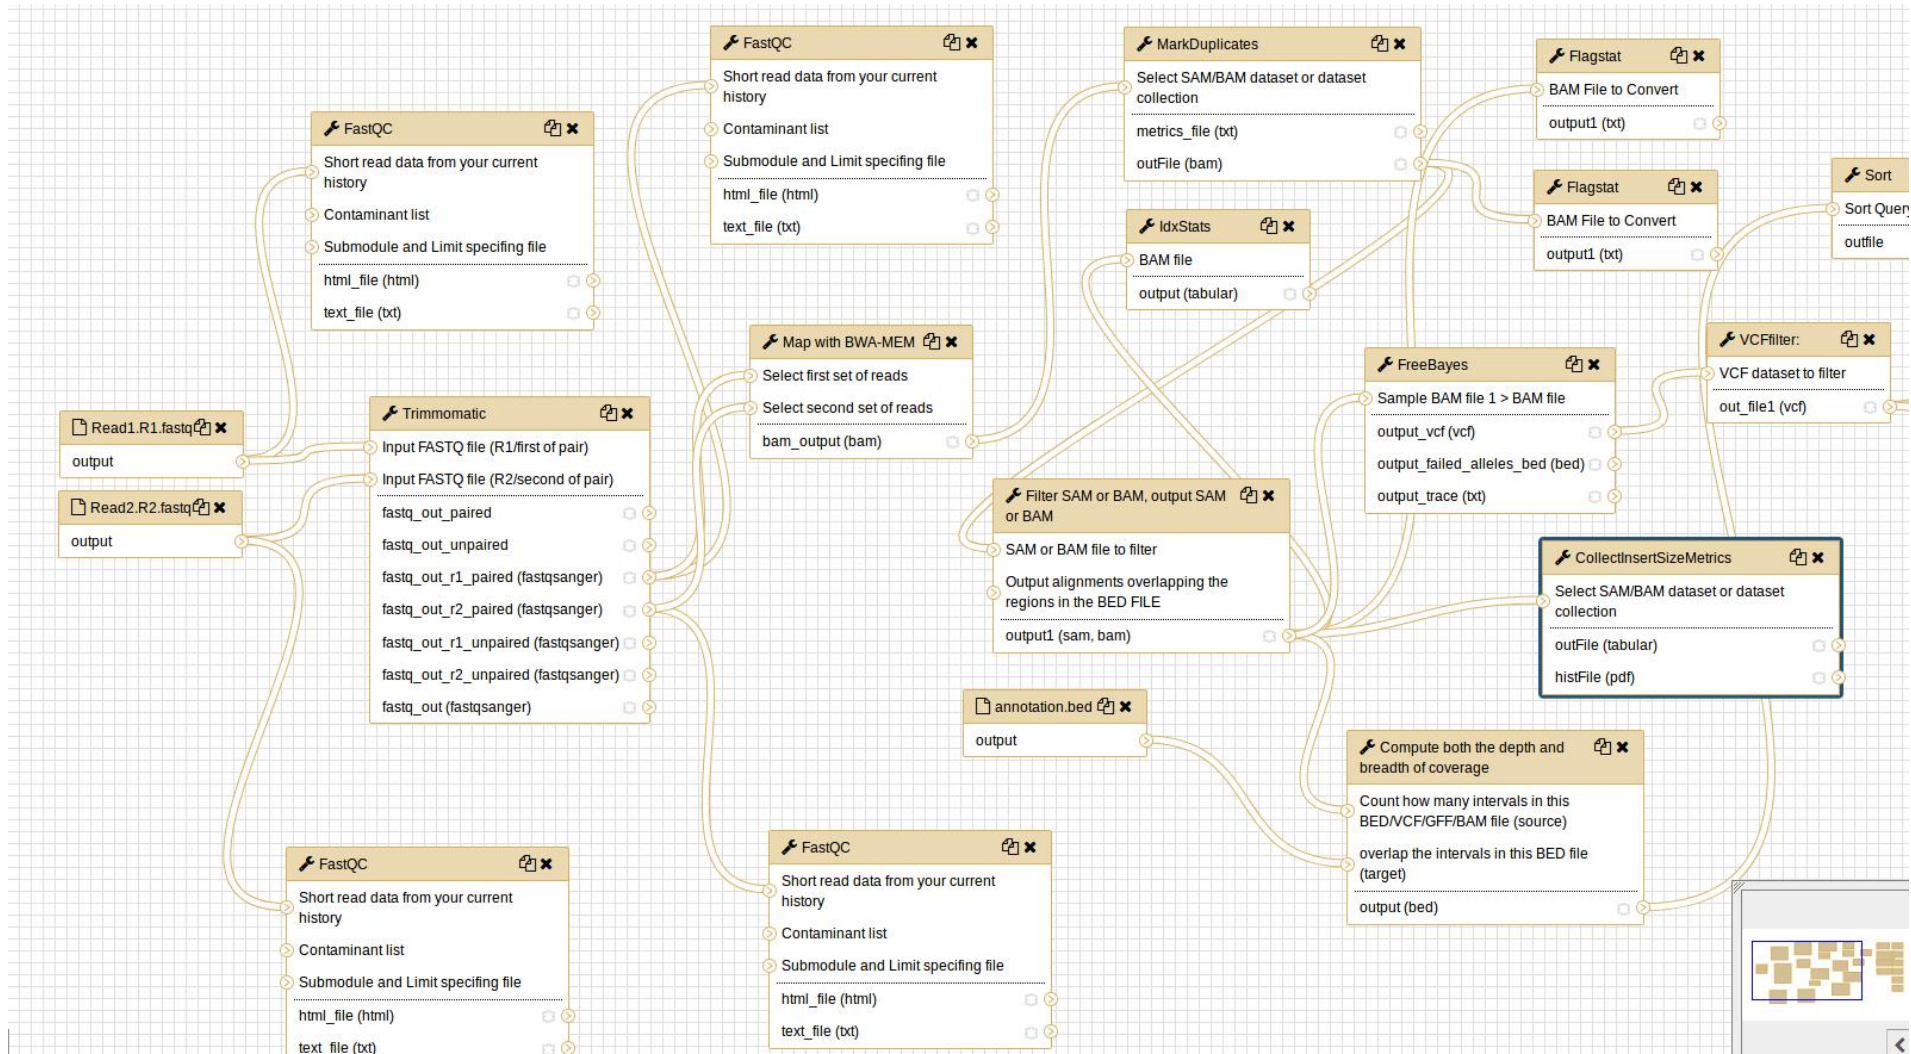 FastQC
Short read data from your current
history
Contaminant list
Submodule and Limit specifing file
html_file (html)
text_file (txt)
Read1.R1.fastq
output
Read2.R2.fastq
output
Trimmomatic
Input FASTQ file (R1/first of pair)
Input FASTQ file (R2/second of pair)
fastq_out_paired
fastq_out_unpaired
fastq_out_r1_paired (fastqsanger)
fastq_out_r2_paired (fastqsanger)
fastq_out_r1_unpaired (fastqsanger)
fastq_out_r2_unpaired (fastqsanger)
fastq_out (fastqsanger)
FastQC
Short read data from your current
history
Contaminant list
Submodule and Limit specifing file
html_file (html)
text_file (txt)
FastQC
Short read data from your current
history
Contaminant list
Submodule and Limit specifing file
html_file (html)
text_file (txt)
Map with BWA-MEM
Select first set of reads
Select second set of reads
bam_output (bam)
FastQC
Short read data from your current
history
Contaminant list
Submodule and Limit specifing file
html_file (html)
text_file (txt)
MarkDuplicates
Select SAM/BAM dataset or dataset
collection
metrics_file (txt)
outFile (bam)
IdxStats
BAM file
output (tabular)
Filter SAM or BAM, output SAM
or BAM
SAM or BAM file to filter
Output alignments overlapping the
regions in the BED FILE
output1 (sam, bam)
annotation.bed
output
Flagstat
BAM File to Convert
output1 (txt)
Flagstat
BAM File to Convert
output1 (txt)
FreeBayes
Sample BAM file 1 > BAM file
output_vcf (vcf)
output_failed_alleles_bed (bed)
output_trace (txt)
Sort
Sort Query
outfile
VCFfilter:
VCF dataset to filter
out_file1 (vcf)
CollectInsertSizeMetrics
Select SAM/BAM dataset or dataset
collection
outFile (tabular)
histFile (pdf)
Compute both the depth and
breadth of coverage
Count how many intervals in this
BED/VCF/GFF/BAM file (source)
overlap the intervals in this BED file
(target)
output (bed)